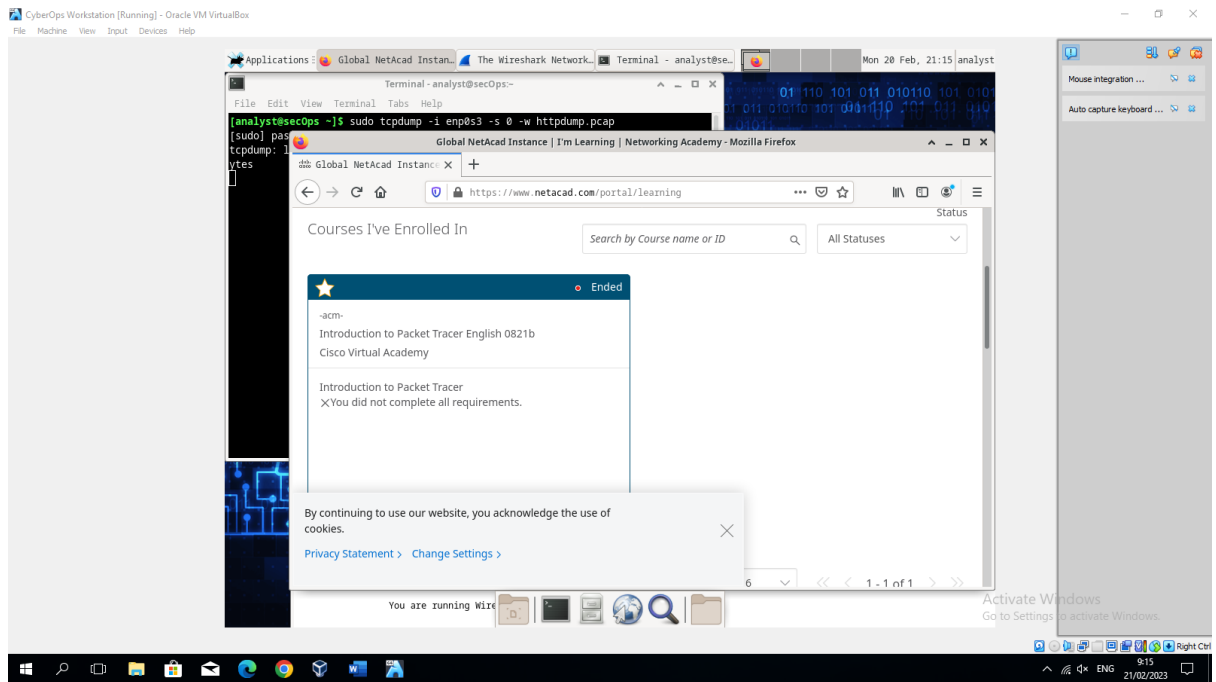 CyberOps Workstation [Running] - Oracle VM VirtualBox
File Machine View Input Devices Help
Applications Global NetAcad Instan… The Wireshark Network… Terminal - analyst@se… Mon 20 Feb, 21:15 analyst
Terminal - analyst@secOps:~
File Edit View Terminal Tabs Help
[analyst@secOps ~]$ sudo tcpdump -i enp0s3 -s 0 -w httpdump.pcap
[sudo] pas
tcpdump: l
ytes
Global NetAcad Instance | I'm Learning | Networking Academy - Mozilla Firefox
Global NetAcad Instance
https://www.netacad.com/portal/learning
Status
Courses I've Enrolled In
Search by Course name or ID
All Statuses
Ended
-acm-
Introduction to Packet Tracer English 0821b
Cisco Virtual Academy
Introduction to Packet Tracer
You did not complete all requirements.
By continuing to use our website, you acknowledge the use of
cookies.
Privacy Statement > Change Settings >
6
1 - 1 of 1
You are running Wire
Mouse integration ...
Auto capture keyboard ...
Activate Windows
Go to Settings to activate Windows.
Right Ctrl
ENG
9:15
21/02/2023